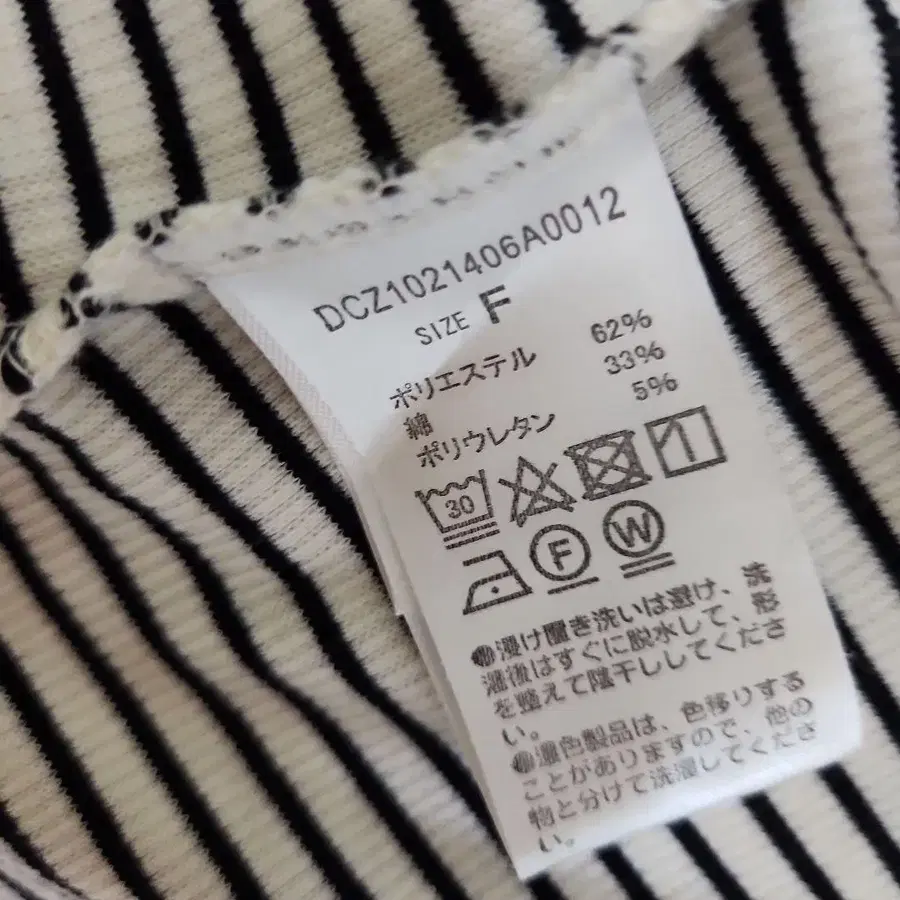 DCZ1021406A0012
SIZE F
ポリエステル 62%
綿 33%
ポリウレタン 5%
30
F W
●浸け置き洗いは避け、洗
濯後はすぐに脱水して、形
を整えて陰干ししてくださ
い。
●濃色製品は、色移りする
ことがありますので、他の
物と分けて洗濯してくださ
い。